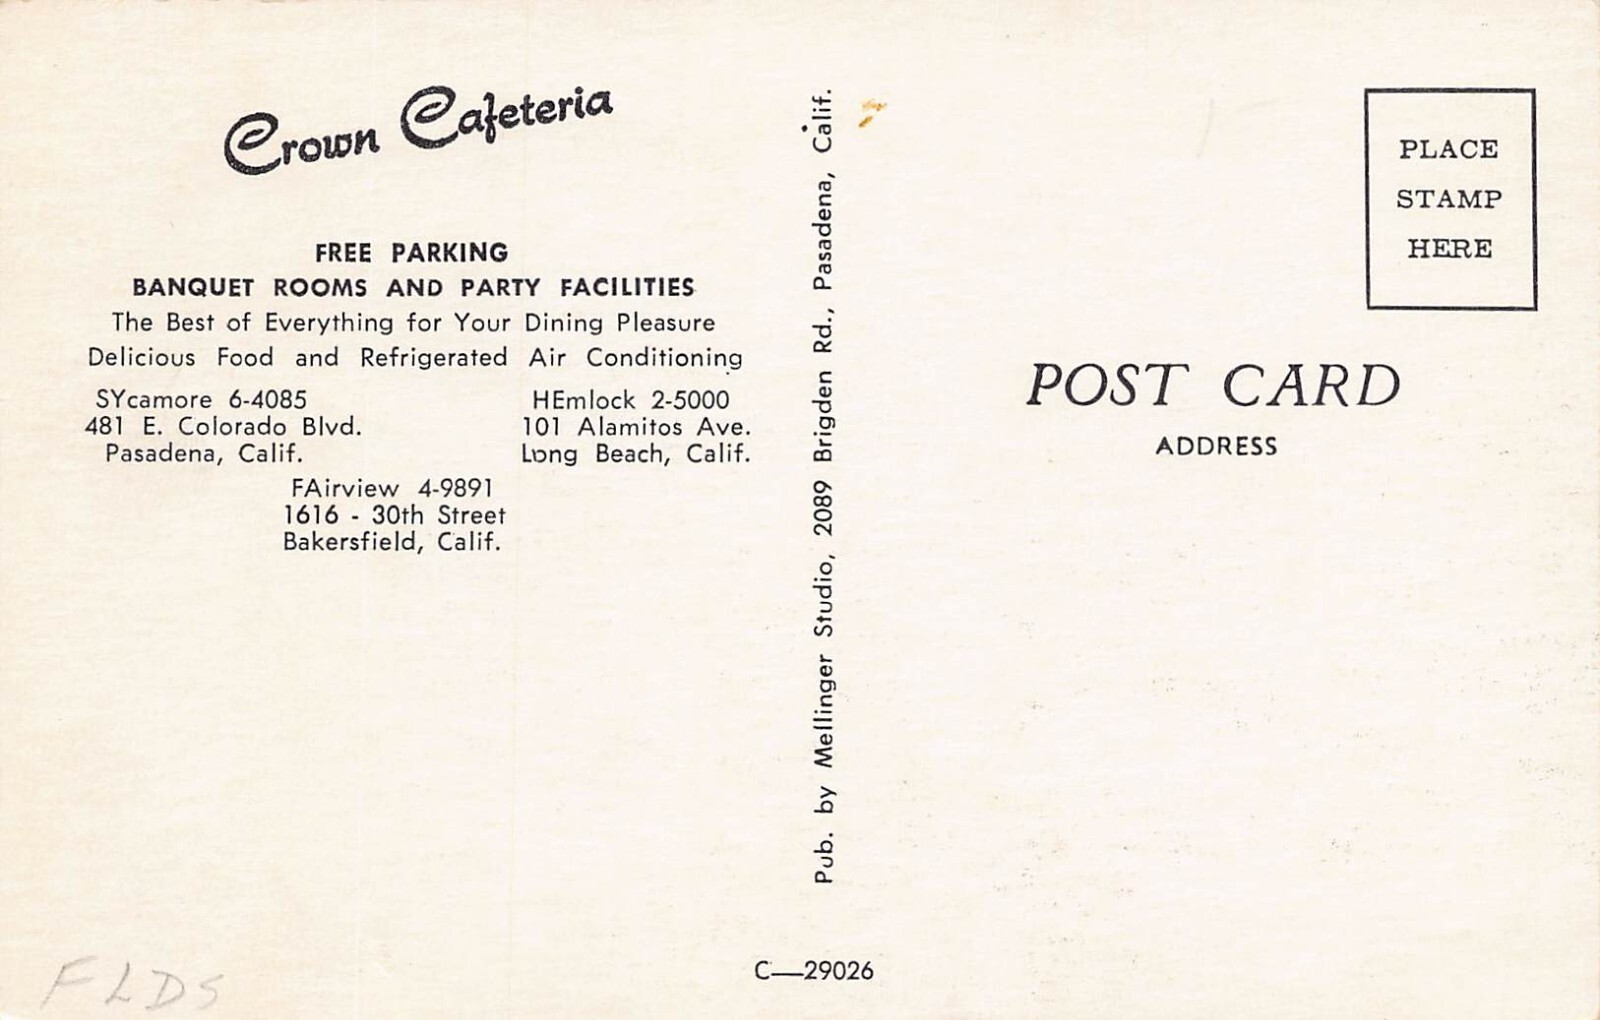 Crown Cafeteria
FREE PARKING
BANQUET ROOMS AND PARTY FACILITIES
The Best of Everything for Your Dining Pleasure
Delicious Food and Refrigerated Air Conditioning
SYcamore 6-4085
481 E. Colorado Blvd.
Pasadena, Calif.
HEmlock 2-5000
101 Alamitos Ave.
Long Beach, Calif.
FAirview 4-9891
1616 - 30th Street
Bakersfield, Calif.
Pub. by Mellinger Studio, 2089 Brigden Rd., Pasadena, Calif.
PLACE
STAMP
HERE
POST CARD
ADDRESS
C—29026
FLDS